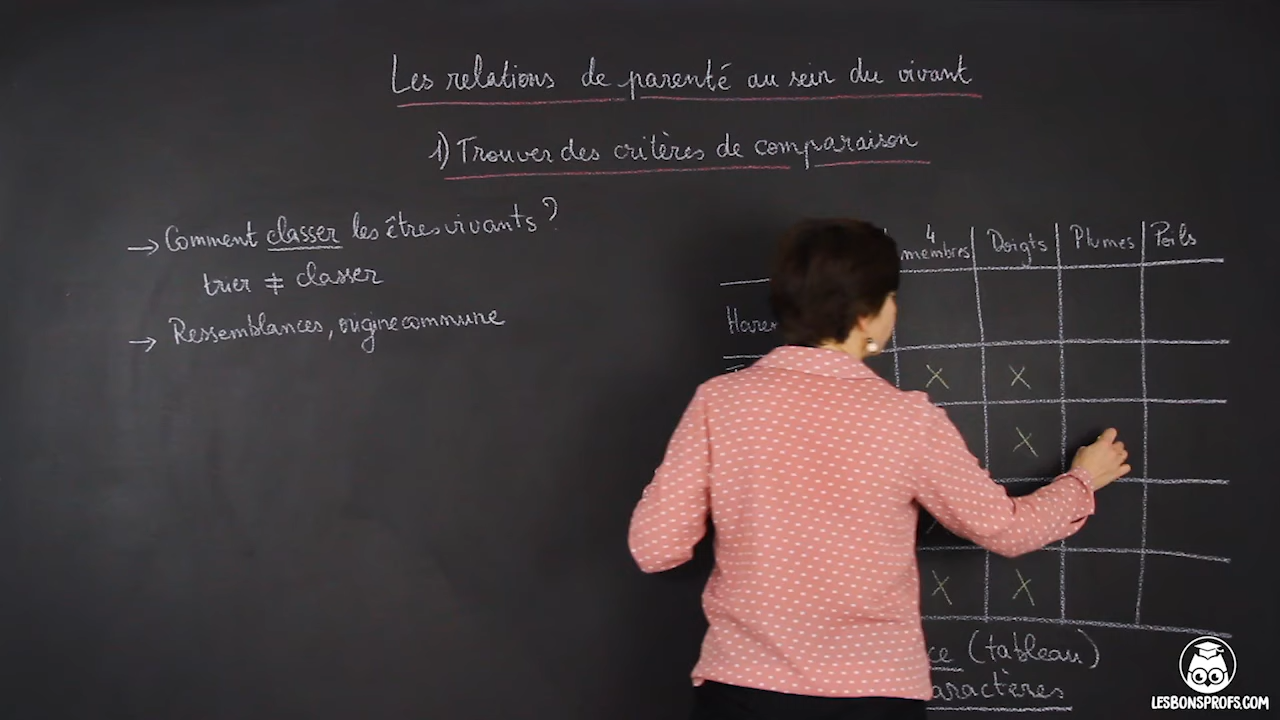 Les relations de parenté au sein du vivant
1) Trouver des critères de comparaison
→ Comment classer les êtres vivants ?
trier ≠ classer
→ Ressemblances, origine commune
4 membres
Doigts
Plumes
Poils
X X
X
X X
(tableau)
LESBONSPROFS.COM